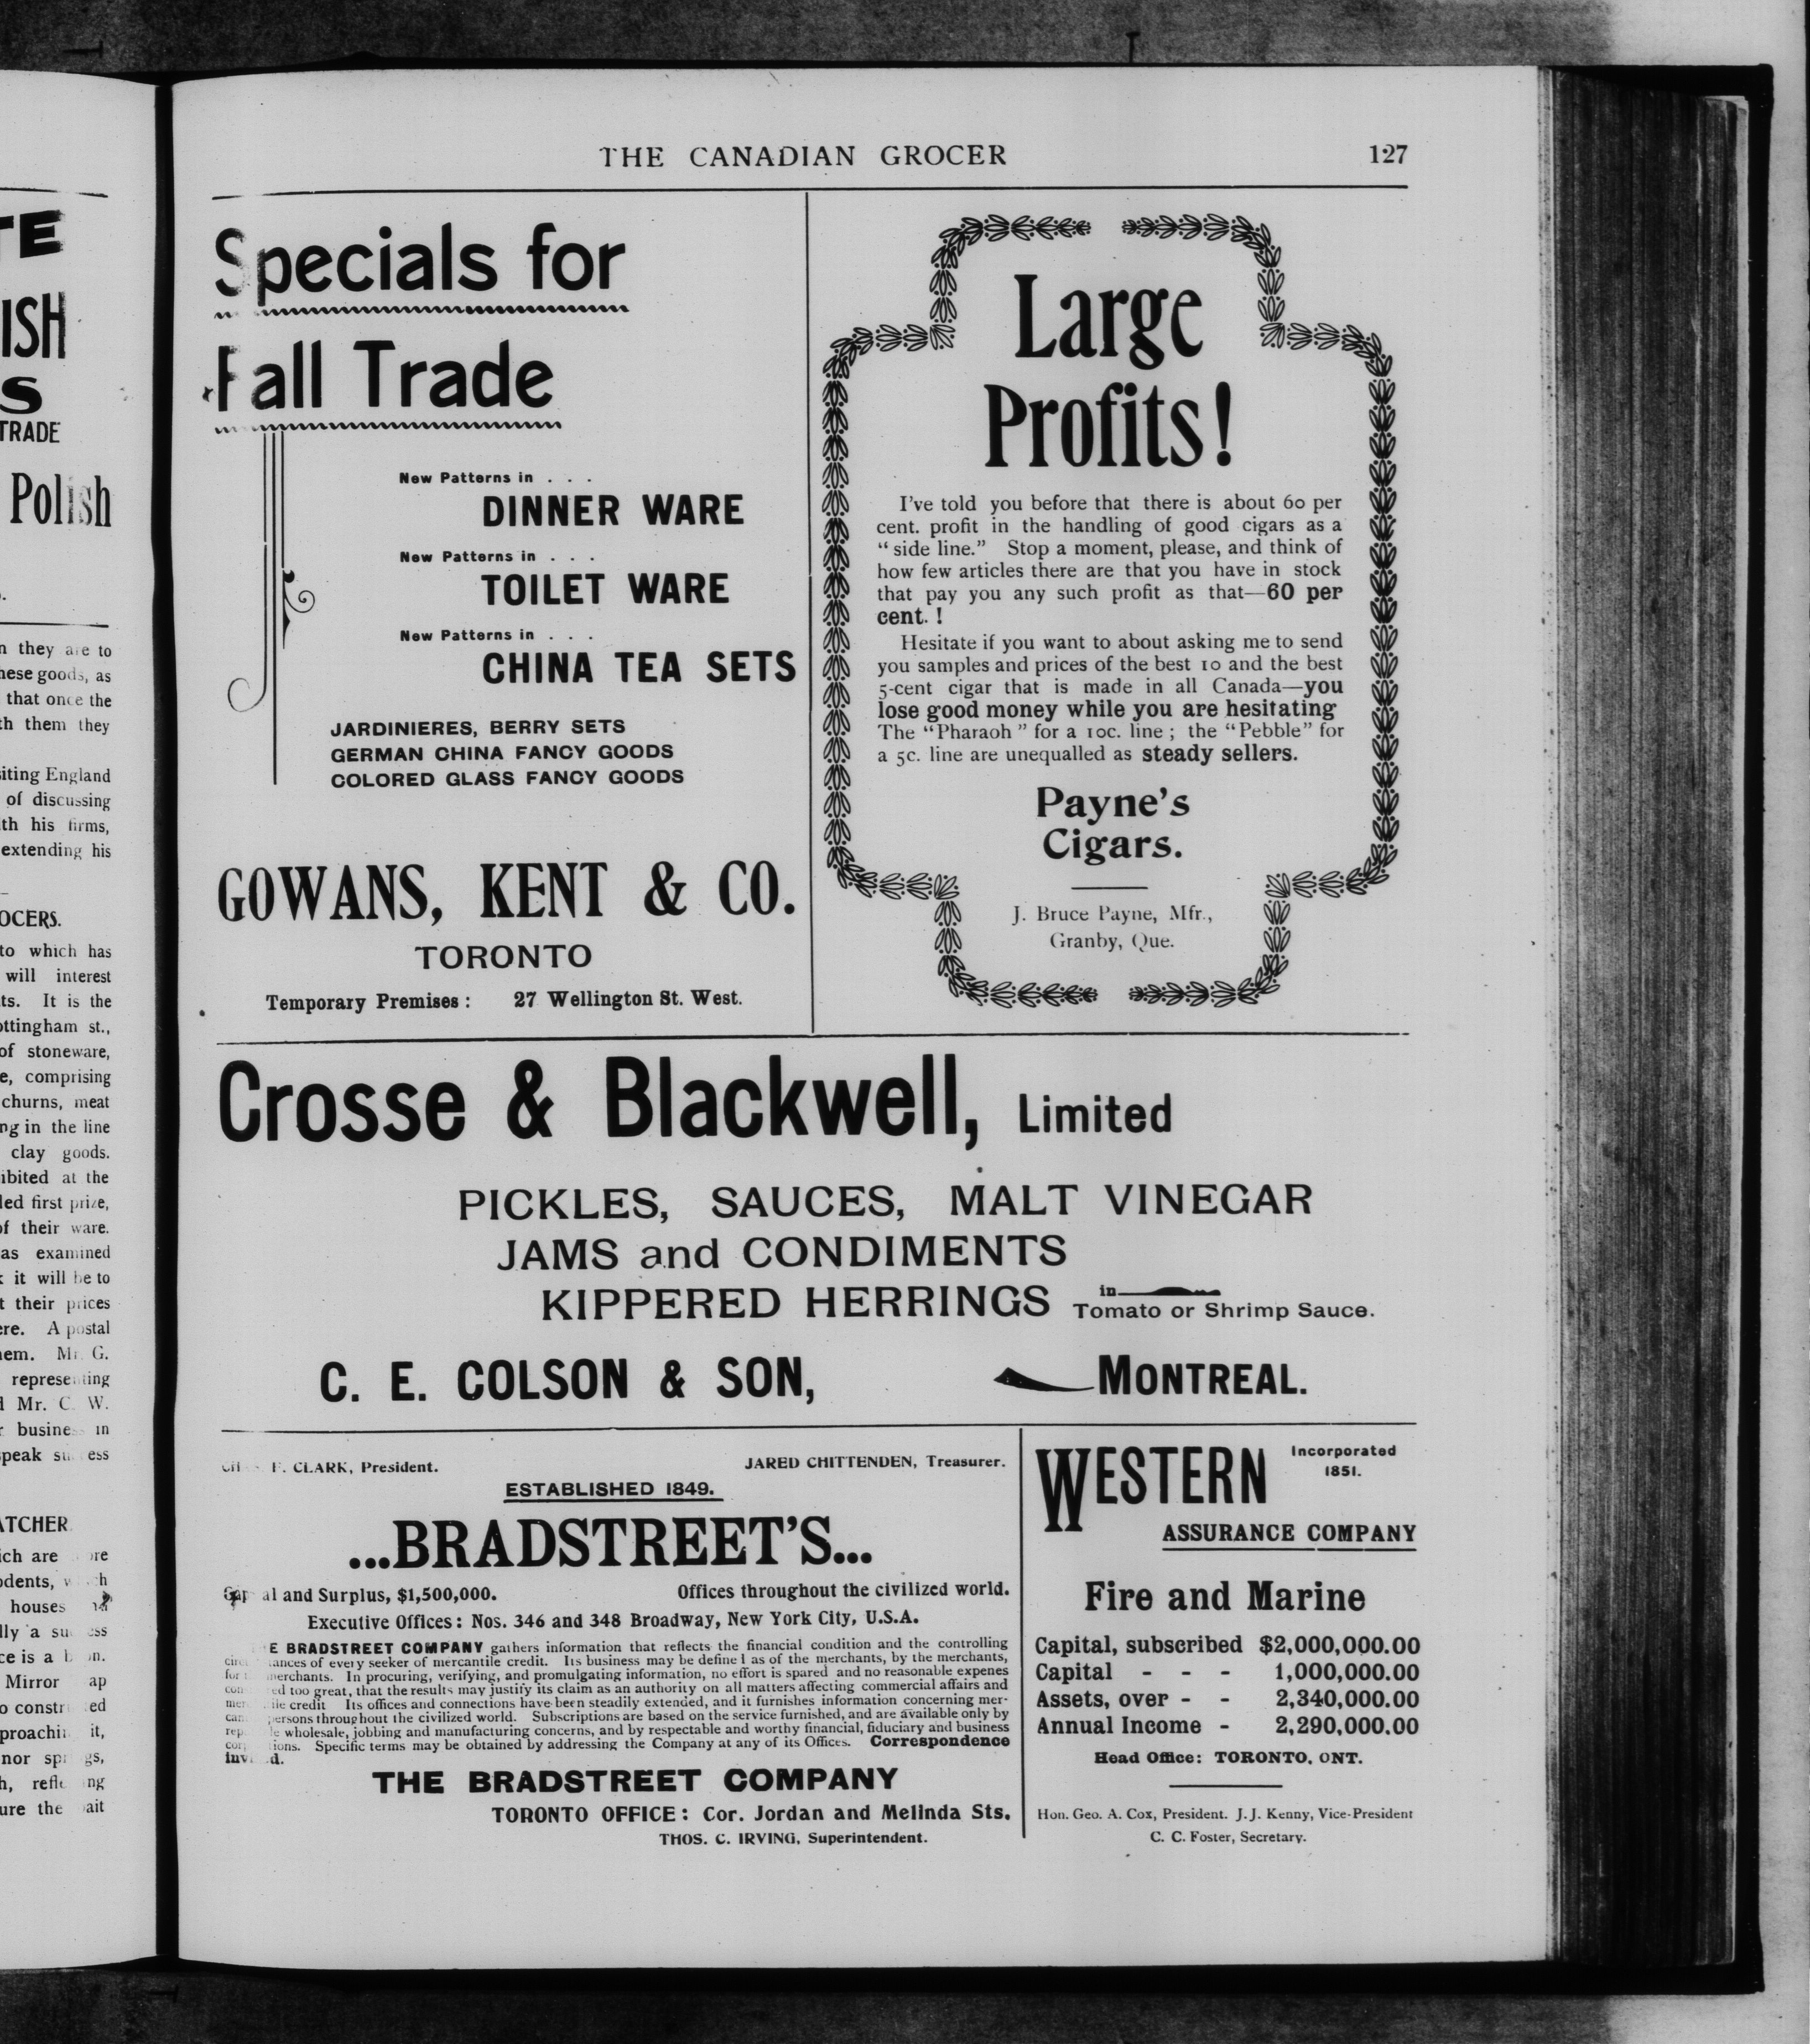 THE CANADIAN GROCER 127
Specials for
Fall Trade
New Patterns in . . .
DINNER WARE
New Patterns in . . .
TOILET WARE
New Patterns in . . .
CHINA TEA SETS
JARDINIERES, BERRY SETS
GERMAN CHINA FANCY GOODS
COLORED GLASS FANCY GOODS
GOWANS, KENT & CO.
TORONTO
Temporary Premises : 27 Wellington St. West.
Large
Profits!
I've told you before that there is about 60 per
cent. profit in the handling of good cigars as a
“ side line.” Stop a moment, please, and think of
how few articles there are that you have in stock
that pay you any such profit as that—60 per
cent. !
Hesitate if you want to about asking me to send
you samples and prices of the best 10 and the best
5-cent cigar that is made in all Canada—you
lose good money while you are hesitating
The “Pharaoh ” for a 10c. line ; the “Pebble” for
a 5c. line are unequalled as steady sellers.
Payne's
Cigars.
J. Bruce Payne, Mfr.,
Granby, Que.
Crosse & Blackwell, Limited
PICKLES, SAUCES, MALT VINEGAR
JAMS and CONDIMENTS
KIPPERED HERRINGS in Tomato or Shrimp Sauce.
C. E. COLSON & SON, MONTREAL.
F. CLARK, President. JARED CHITTENDEN, Treasurer.
ESTABLISHED 1849.
...BRADSTREET'S...
and Surplus, $1,500,000. Offices throughout the civilized world.
Executive Offices : Nos. 346 and 348 Broadway, New York City, U.S.A.
BRADSTREET COMPANY gathers information that reflects the financial condition and the controlling
of every seeker of mercantile credit. Its business may be define l as of the merchants, by the merchants,
merchants. In procuring, verifying, and promulgating information, no effort is spared and no reasonable expenes
too great, that the results may justify its claim as an authority on all matters affecting commercial affairs and
credit Its offices and connections have been steadily extended, and it furnishes information concerning mer-
persons throughout the civilized world. Subscriptions are based on the service furnished, and are available only by
wholesale, jobbing and manufacturing concerns, and by respectable and worthy financial, fiduciary and business
Specific terms may be obtained by addressing the Company at any of its Offices. Correspondence
THE BRADSTREET COMPANY
TORONTO OFFICE : Cor. Jordan and Melinda Sts.
THOS. C. IRVING, Superintendent.
WESTERN Incorporated
1851.
ASSURANCE COMPANY
Fire and Marine
Capital, subscribed $2,000,000.00
Capital - - - 1,000,000.00
Assets, over - - 2,340,000.00
Annual Income - 2,290,000.00
Head Office: TORONTO, ONT.
Hon. Geo. A. Cox, President. J. J. Kenny, Vice-President
C. C. Foster, Secretary.